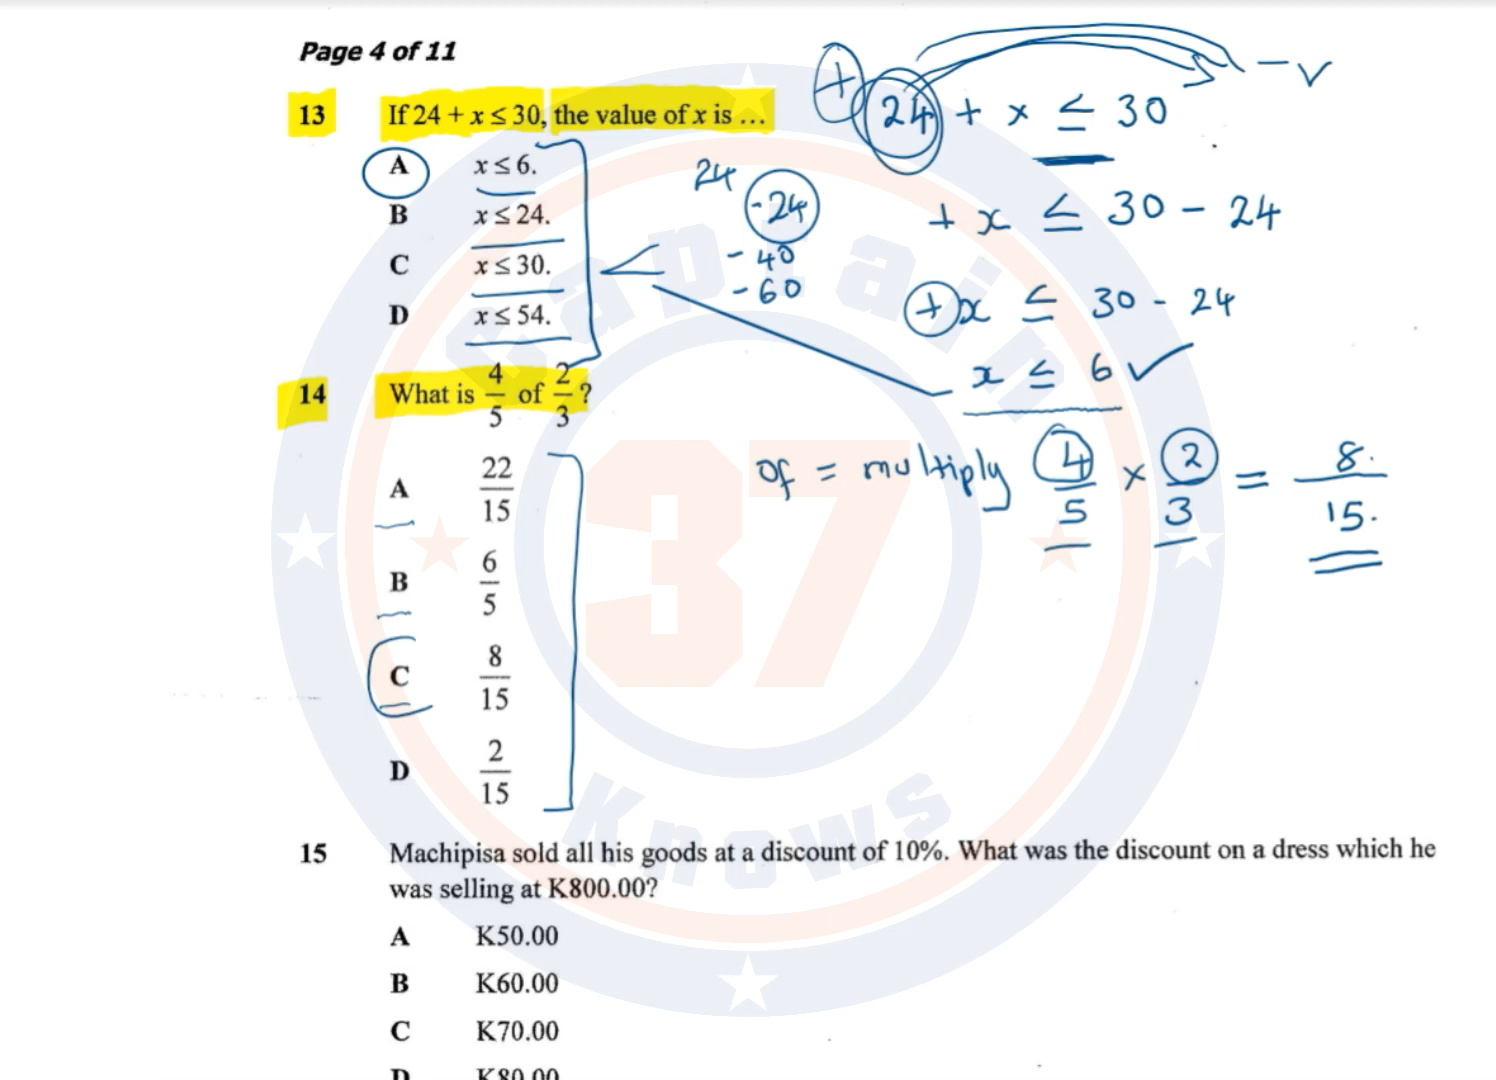 Page 4 of 11
13 If 24 + x ≤ 30, the value of x is ...
A x ≤ 6.
B x ≤ 24.
C x ≤ 30.
D x ≤ 54.
+ 24 + x ≤ 30 - ✓
24
-24
- 40
- 60
+ x ≤ 30 - 24
+x ≤ 30 - 24
x ≤ 6 ✓
14 What is 4/5 of 2/3?
A 22/15
B 6/5
C 8/15
D 2/15
of = multiply 4/5 × 2/3 = 8/15.
15 Machipisa sold all his goods at a discount of 10%. What was the discount on a dress which he
was selling at K800.00?
A K50.00
B K60.00
C K70.00
D K80.00
Captain
37
Knows